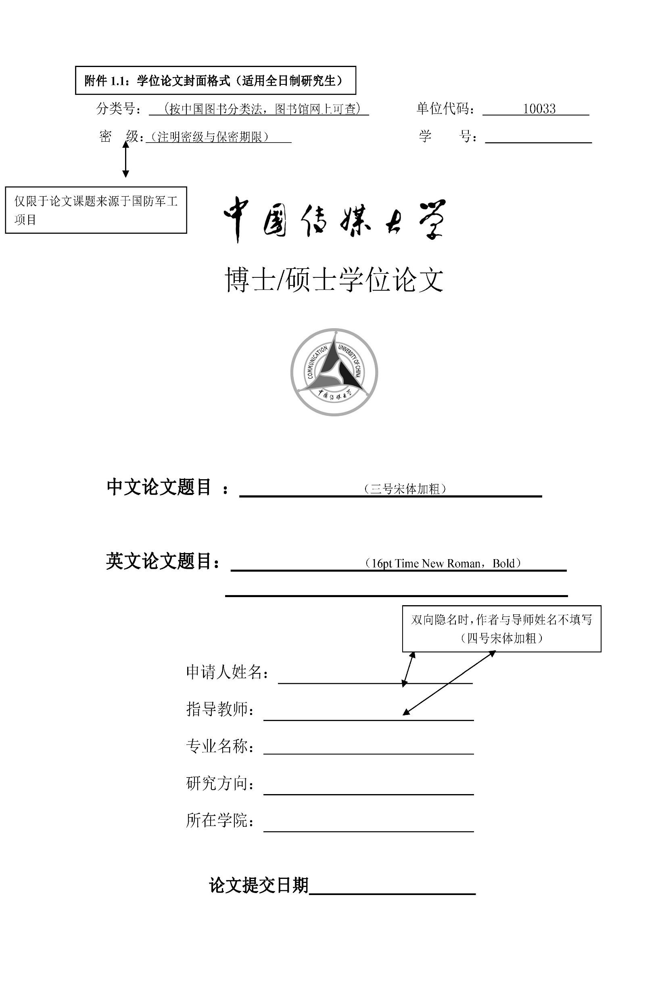 附件 1.1：学位论文封面格式（适用全日制研究生）
分类号： （按中国图书分类法，图书馆网上可查） 单位代码： 10033
密 级：（注明密级与保密期限） 学 号：
仅限于论文课题来源于国防军工
项目
中国传媒大学
博士/硕士学位论文
COMMUNICATION UNIVERSITY OF CHINA
中国传媒大学
中文论文题目 ： （三号宋体加粗）
英文论文题目： （16pt Time New Roman，Bold）
双向隐名时，作者与导师姓名不填写
（四号宋体加粗）
申请人姓名：
指导教师：
专业名称：
研究方向：
所在学院：
论文提交日期